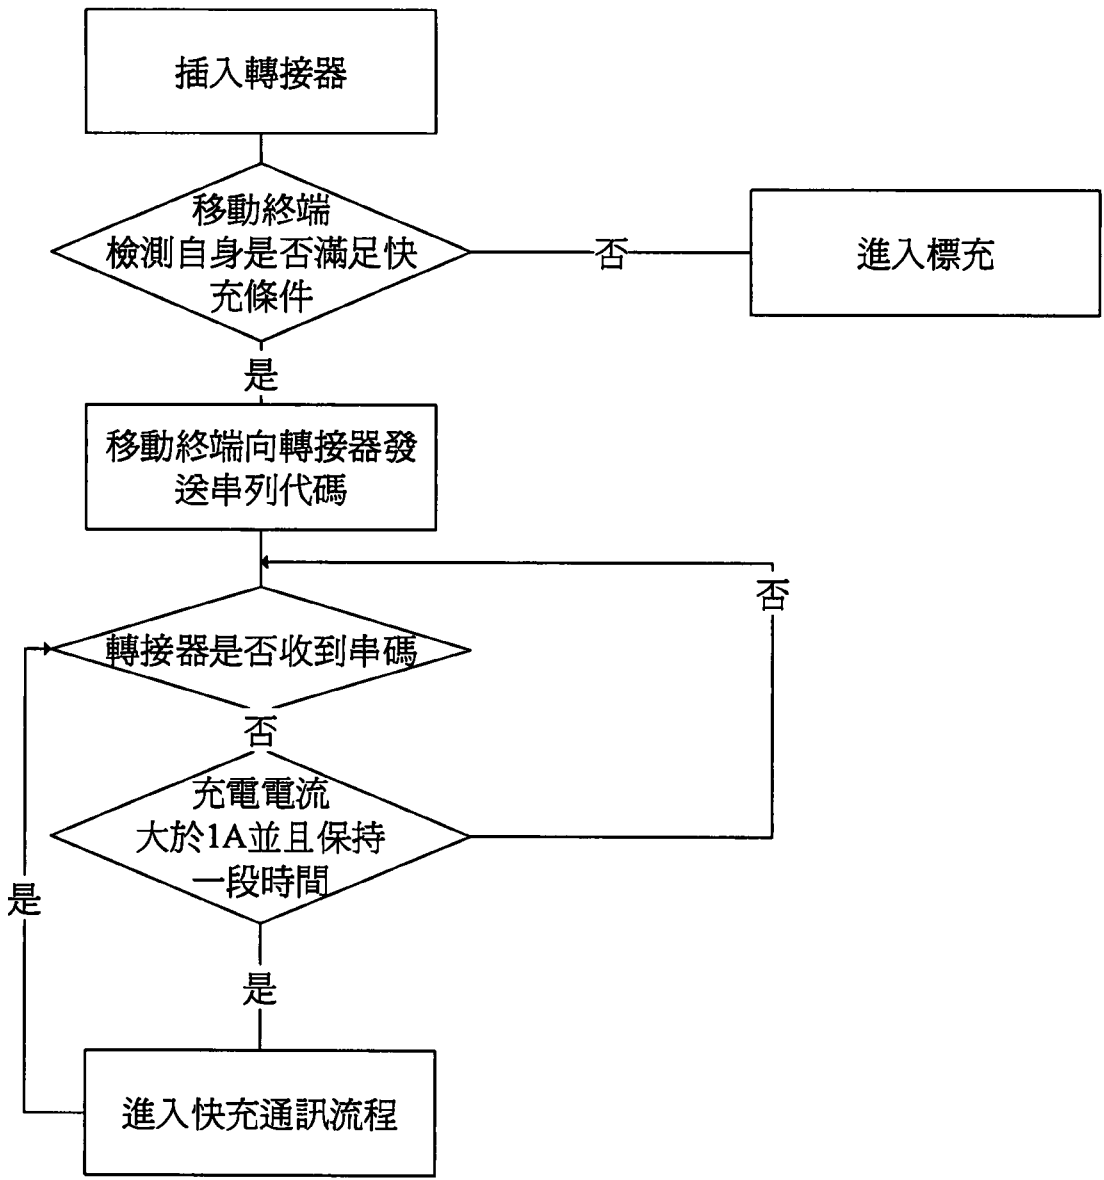 插入轉接器
移動終端
檢測自身是否滿足快
充條件
否
進入標充
是
移動終端向轉接器發
送串列代碼
否
轉接器是否收到串碼
否
充電電流
大於1A並且保持
一段時間
是
是
進入快充通訊流程